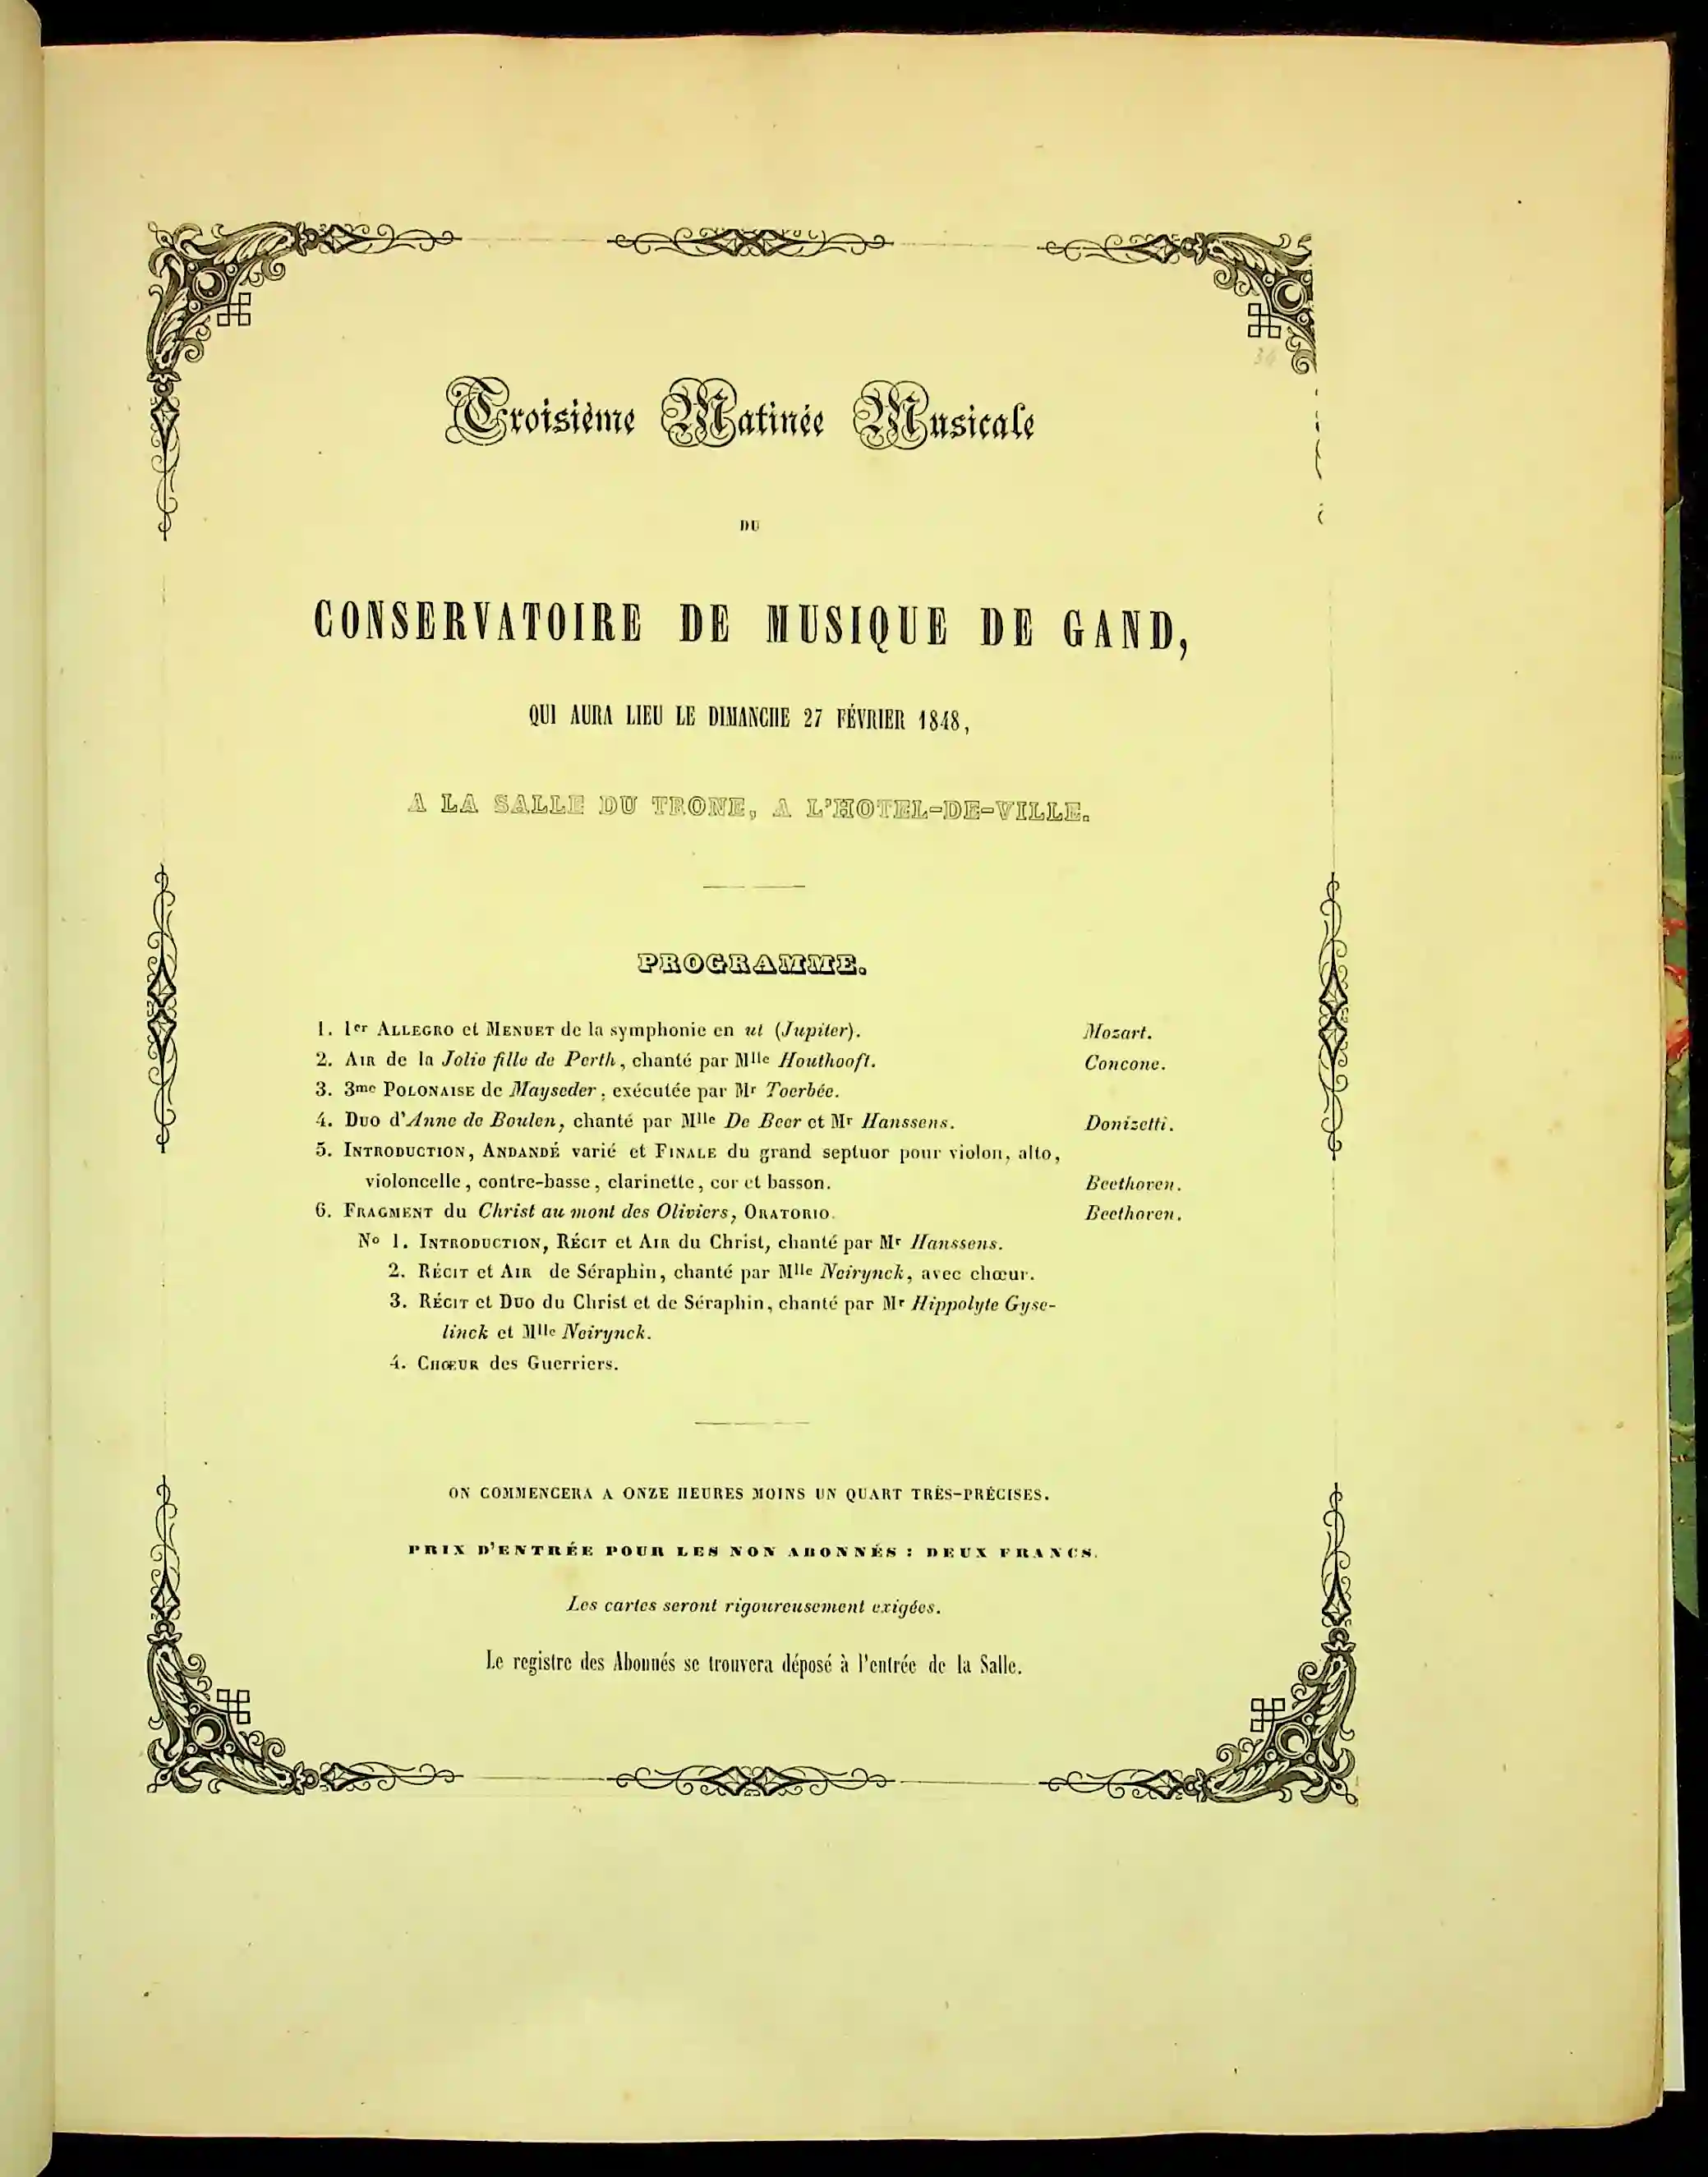 34
Troisième Matinée Musicale
DU
CONSERVATOIRE DE MUSIQUE DE GAND,
QUI AURA LIEU LE DIMANCHE 27 FÉVRIER 1848,
A LA SALLE DU TRONE, A L'HOTEL-DE-VILLE.
PROGRAMME.
1. 1er ALLEGRO et MENUET de la symphonie en ut (Jupiter). Mozart.
2. AIR de la Jolie fille de Perth, chanté par Mlle Houthooft. Concone.
3. 3me POLONAISE de Mayseder, exécutée par Mr Toerbée.
4. DUO d'Anne de Boulen, chanté par Mlle De Beer et Mr Hanssens. Donizetti.
5. INTRODUCTION, ANDANDÉ varié et FINALE du grand septuor pour violon, alto,
violoncelle, contre-basse, clarinette, cor et basson. Beethoven.
6. FRAGMENT du Christ au mont des Oliviers, ORATORIO. Beethoven.
No 1. INTRODUCTION, RÉCIT et AIR du Christ, chanté par Mr Hanssens.
2. RÉCIT et AIR de Séraphin, chanté par Mlle Neirynck, avec chœur.
3. RÉCIT et DUO du Christ et de Séraphin, chanté par Mr Hippolyte Gyse-
linck et Mlle Neirynck.
4. CHŒUR des Guerriers.
ON COMMENCERA A ONZE HEURES MOINS UN QUART TRÈS-PRÉCISES.
PRIX D'ENTRÉE POUR LES NON ABONNÉS : DEUX FRANCS.
Les cartes seront rigoureusement exigées.
Le registre des Abonnés se trouvera déposé à l'entrée de la Salle.